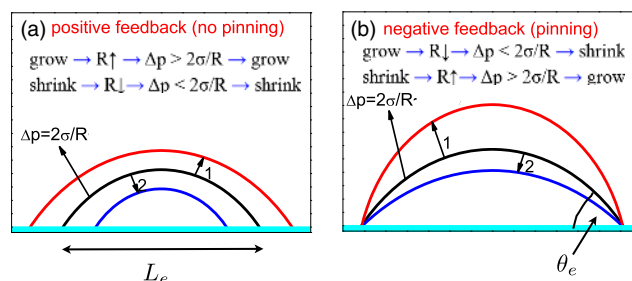 (a) positive feedback (no pinning)
grow → R↑ → Δp > 2σ/R → grow
shrink → R↓ → Δp < 2σ/R → shrink
Δp=2σ/R
1
2
L_e
(b) negative feedback (pinning)
grow → R↓ → Δp < 2σ/R → shrink
shrink → R↑ → Δp > 2σ/R → grow
Δp=2σ/R
1
2
θ_e